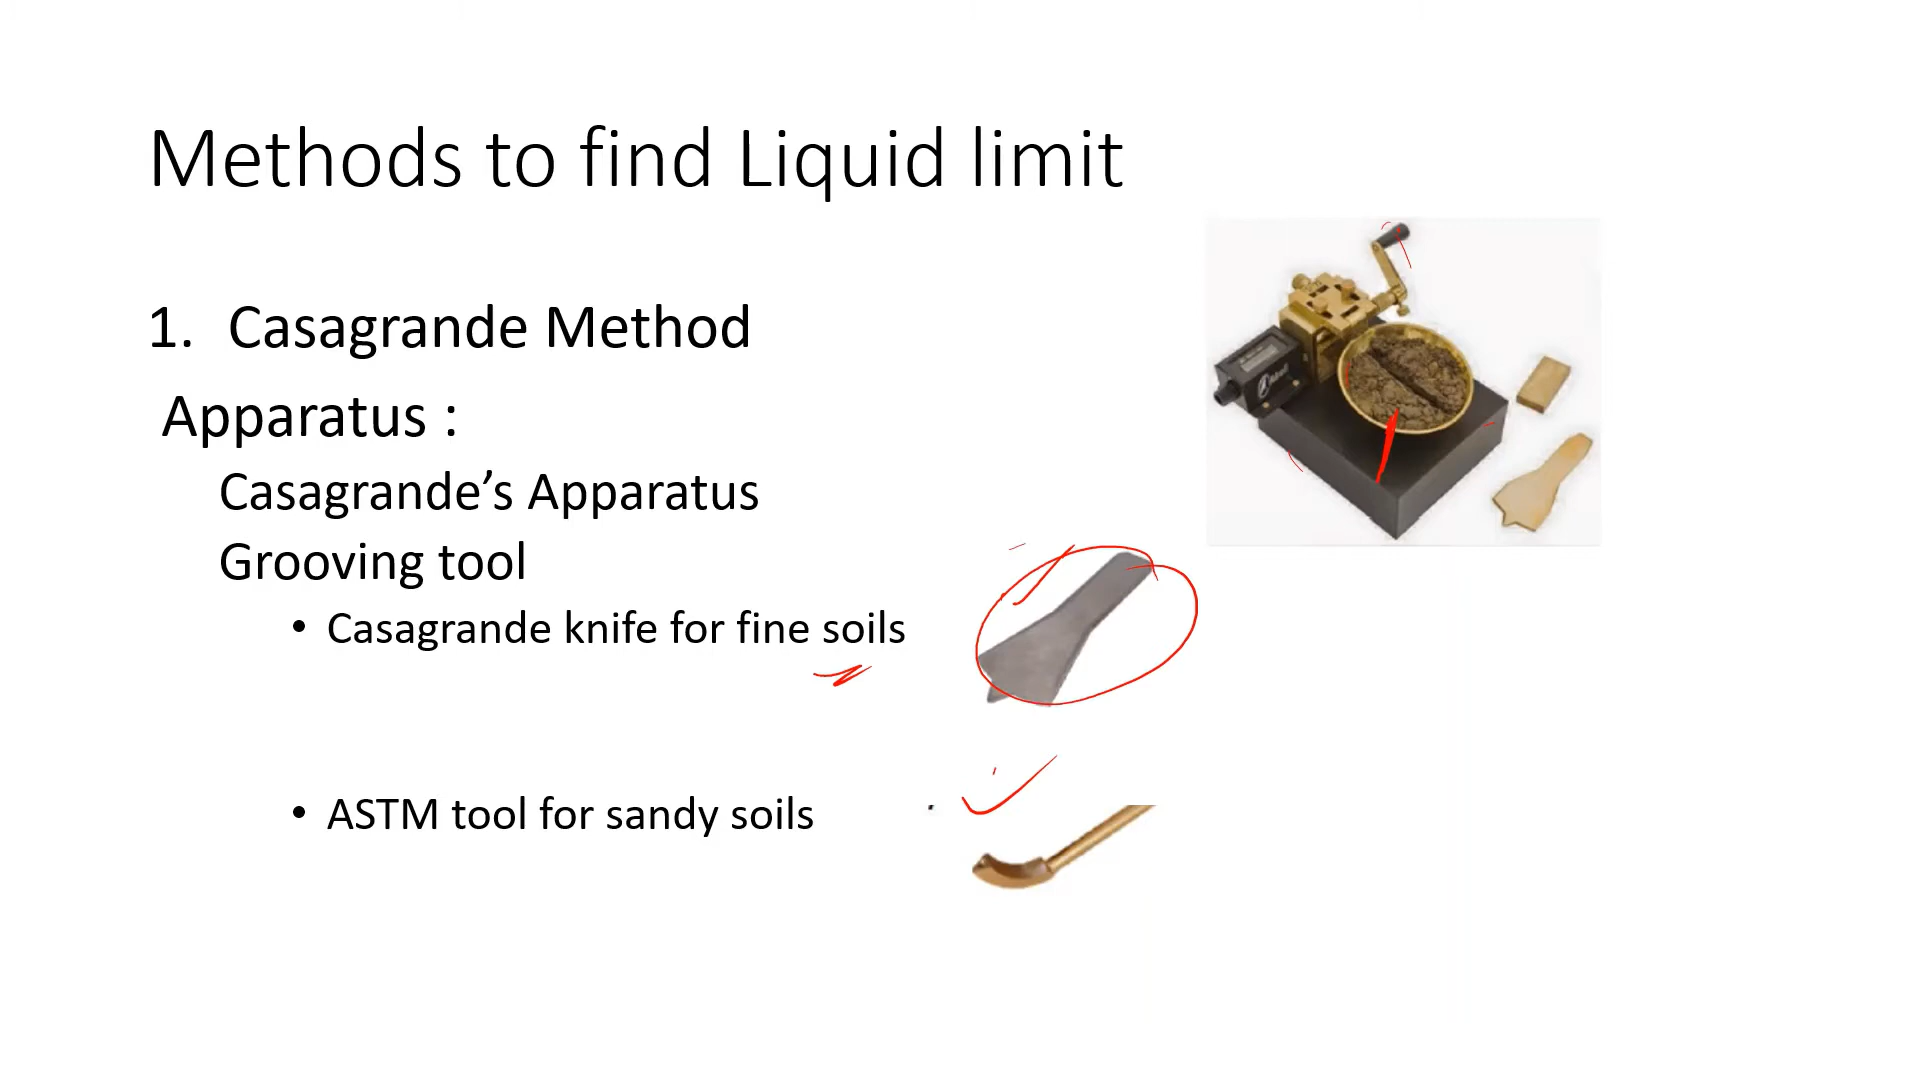 Methods to find Liquid limit
1. Casagrande Method
Apparatus :
Casagrande’s Apparatus
Grooving tool
• Casagrande knife for fine soils
• ASTM tool for sandy soils